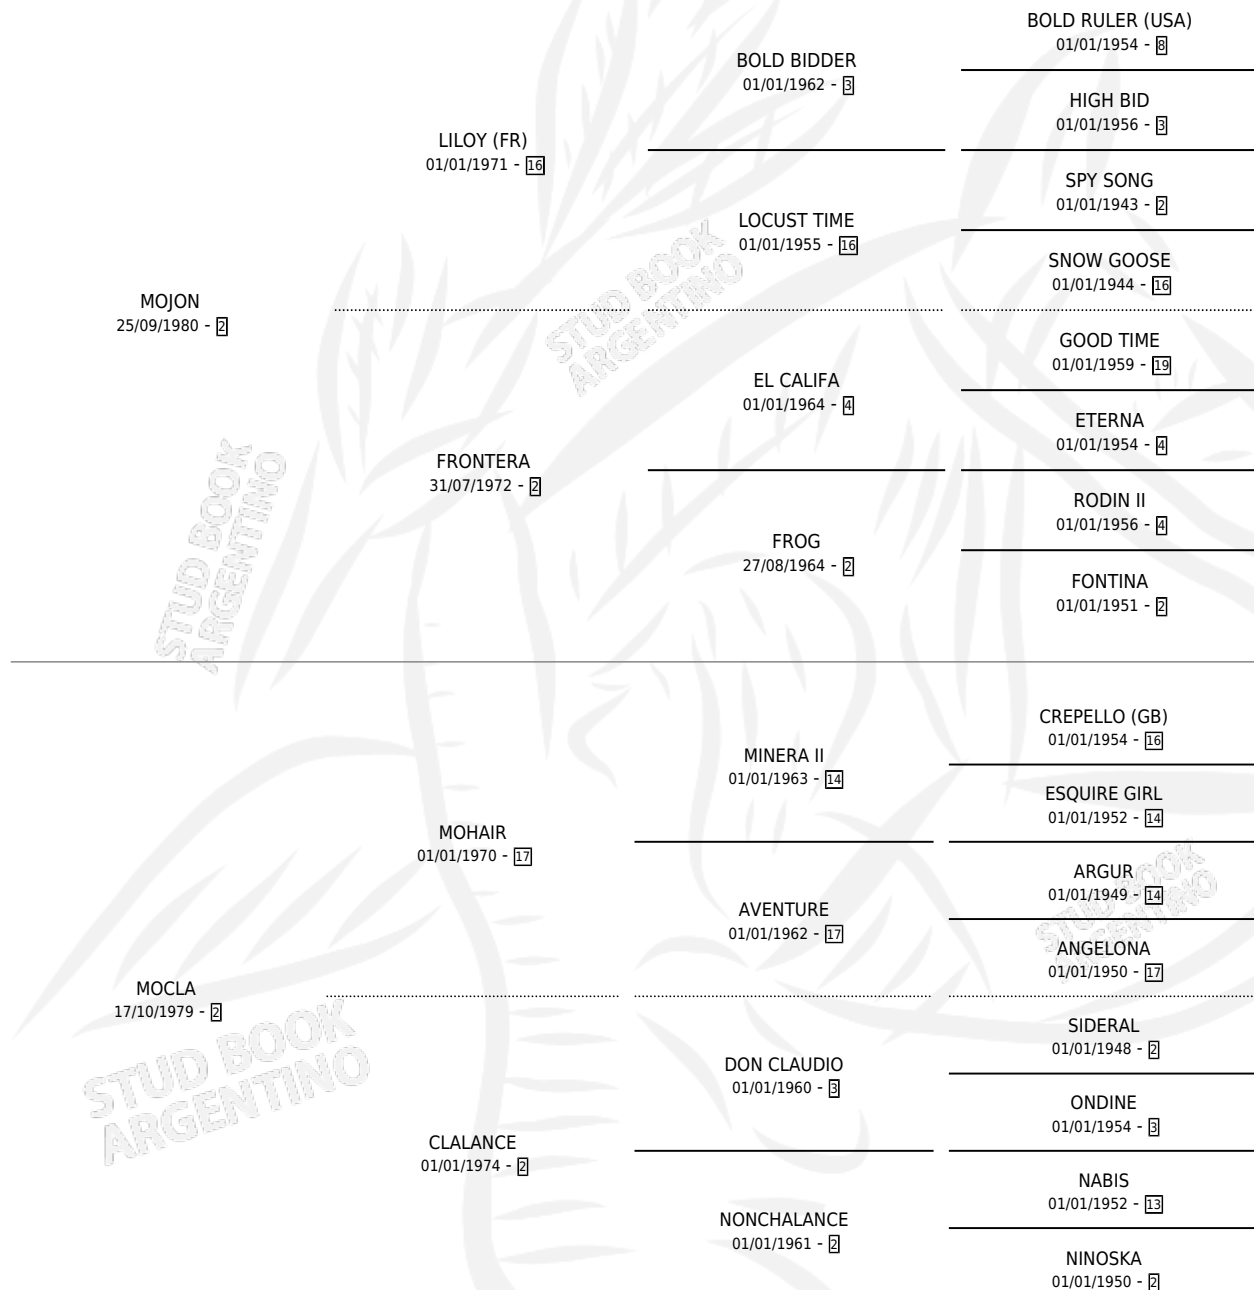 MOJON
25/09/1980 - 2
LILOY (FR)
01/01/1971 - 16
FRONTERA
31/07/1972 - 2
BOLD BIDDER
01/01/1962 - 3
LOCUST TIME
01/01/1955 - 16
EL CALIFA
01/01/1964 - 4
FROG
27/08/1964 - 2
BOLD RULER (USA)
01/01/1954 - 8
HIGH BID
01/01/1956 - 3
SPY SONG
01/01/1943 - 2
SNOW GOOSE
01/01/1944 - 16
GOOD TIME
01/01/1959 - 19
ETERNA
01/01/1954 - 4
RODIN II
01/01/1956 - 4
FONTINA
01/01/1951 - 2
MOCLA
17/10/1979 - 2
MOHAIR
01/01/1970 - 17
CLALANCE
01/01/1974 - 2
MINERA II
01/01/1963 - 14
AVENTURE
01/01/1962 - 17
DON CLAUDIO
01/01/1960 - 3
NONCHALANCE
01/01/1961 - 2
CREPELLO (GB)
01/01/1954 - 16
ESQUIRE GIRL
01/01/1952 - 14
ARGUR
01/01/1949 - 14
ANGELONA
01/01/1950 - 17
SIDERAL
01/01/1948 - 2
ONDINE
01/01/1954 - 3
NABIS
01/01/1952 - 13
NINOSKA
01/01/1950 - 2
STUD BOOK
ARGENTINO
STUD BOOK
ARGENTINO
STUD BOOK
ARGENTINO
STUD BOOK
ARGENTINO